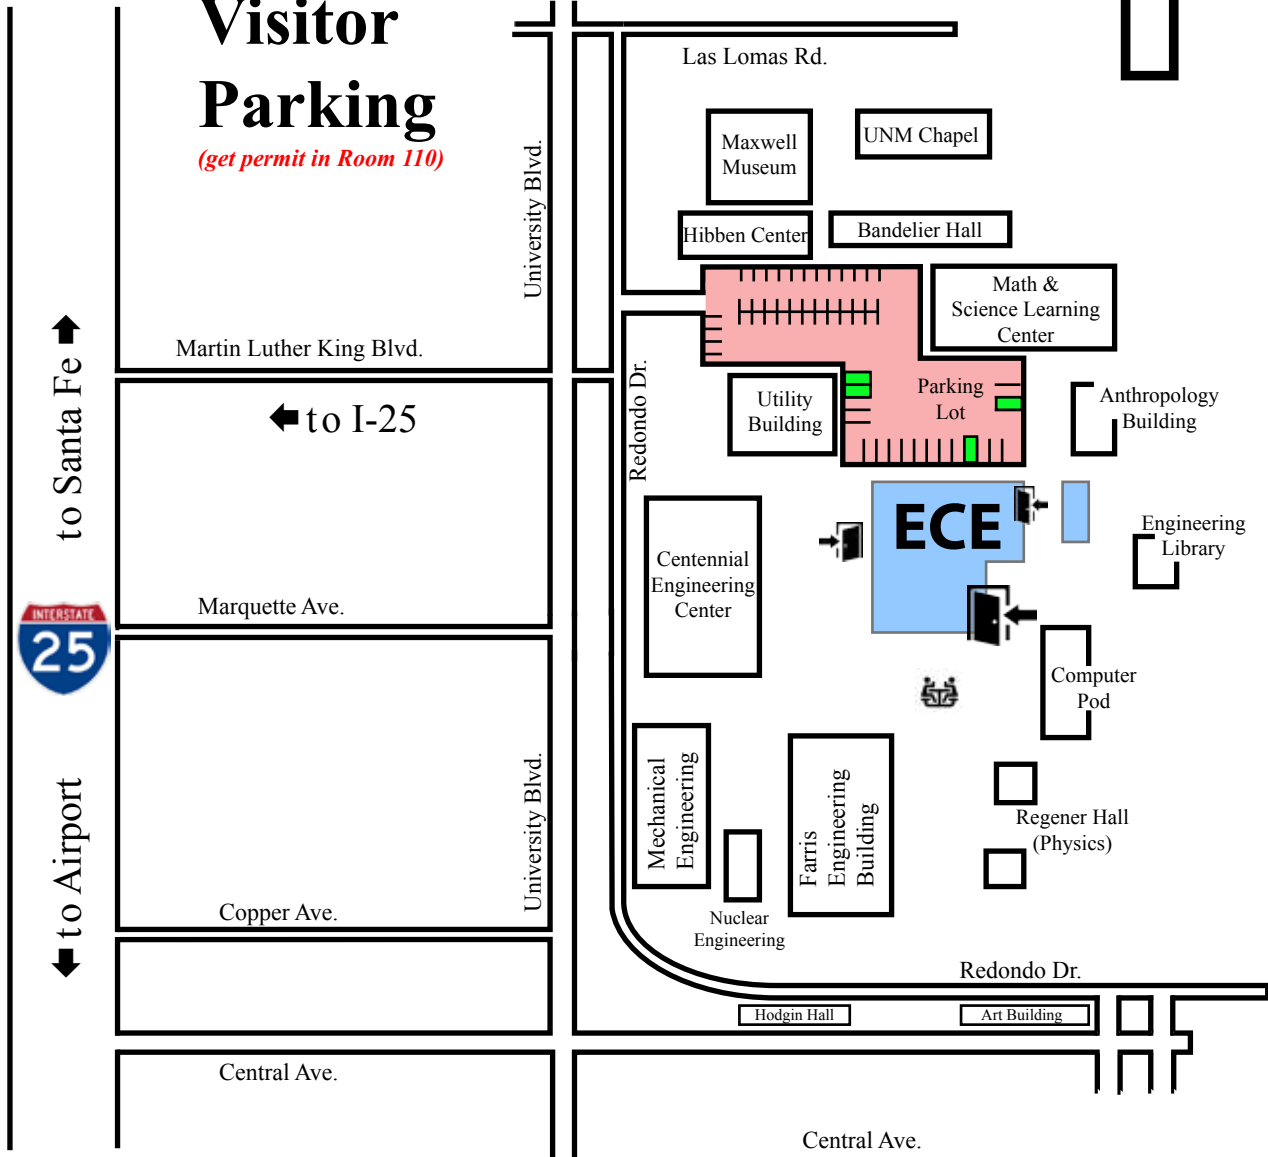 Visitor
Parking
(get permit in Room 110)
Las Lomas Rd.
University Blvd.
Maxwell
Museum
UNM Chapel
Hibben Center
Bandelier Hall
Math &
Science Learning
Center
Martin Luther King Blvd.
to I-25
to Santa Fe
Redondo Dr.
Utility
Building
Parking
Lot
Anthropology
Building
ECE
Engineering
Library
Centennial
Engineering
Center
Marquette Ave.
INTERSTATE
25
Computer
Pod
to Airport
University Blvd.
Mechanical
Engineering
Farris
Engineering
Building
Regener Hall
(Physics)
Copper Ave.
Nuclear
Engineering
Redondo Dr.
Hodgin Hall
Art Building
Central Ave.
Central Ave.